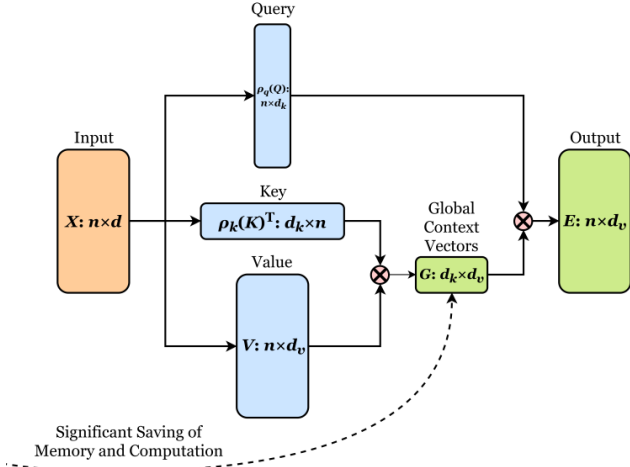 Query
ρq(Q):
n×dk
Input
X: n×d
Key
ρk(K)ᵀ: dk×n
Value
V: n×dv
Global
Context
Vectors
G: dk×dv
Output
E: n×dv
Significant Saving of
Memory and Computation